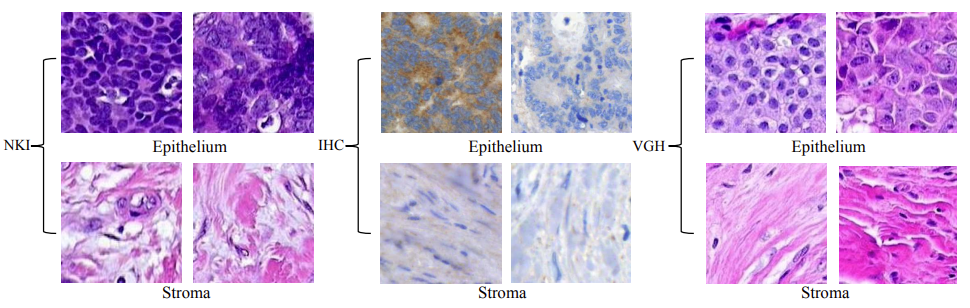 NKI
Epithelium
Stroma
IHC
Epithelium
Stroma
VGH
Epithelium
Stroma